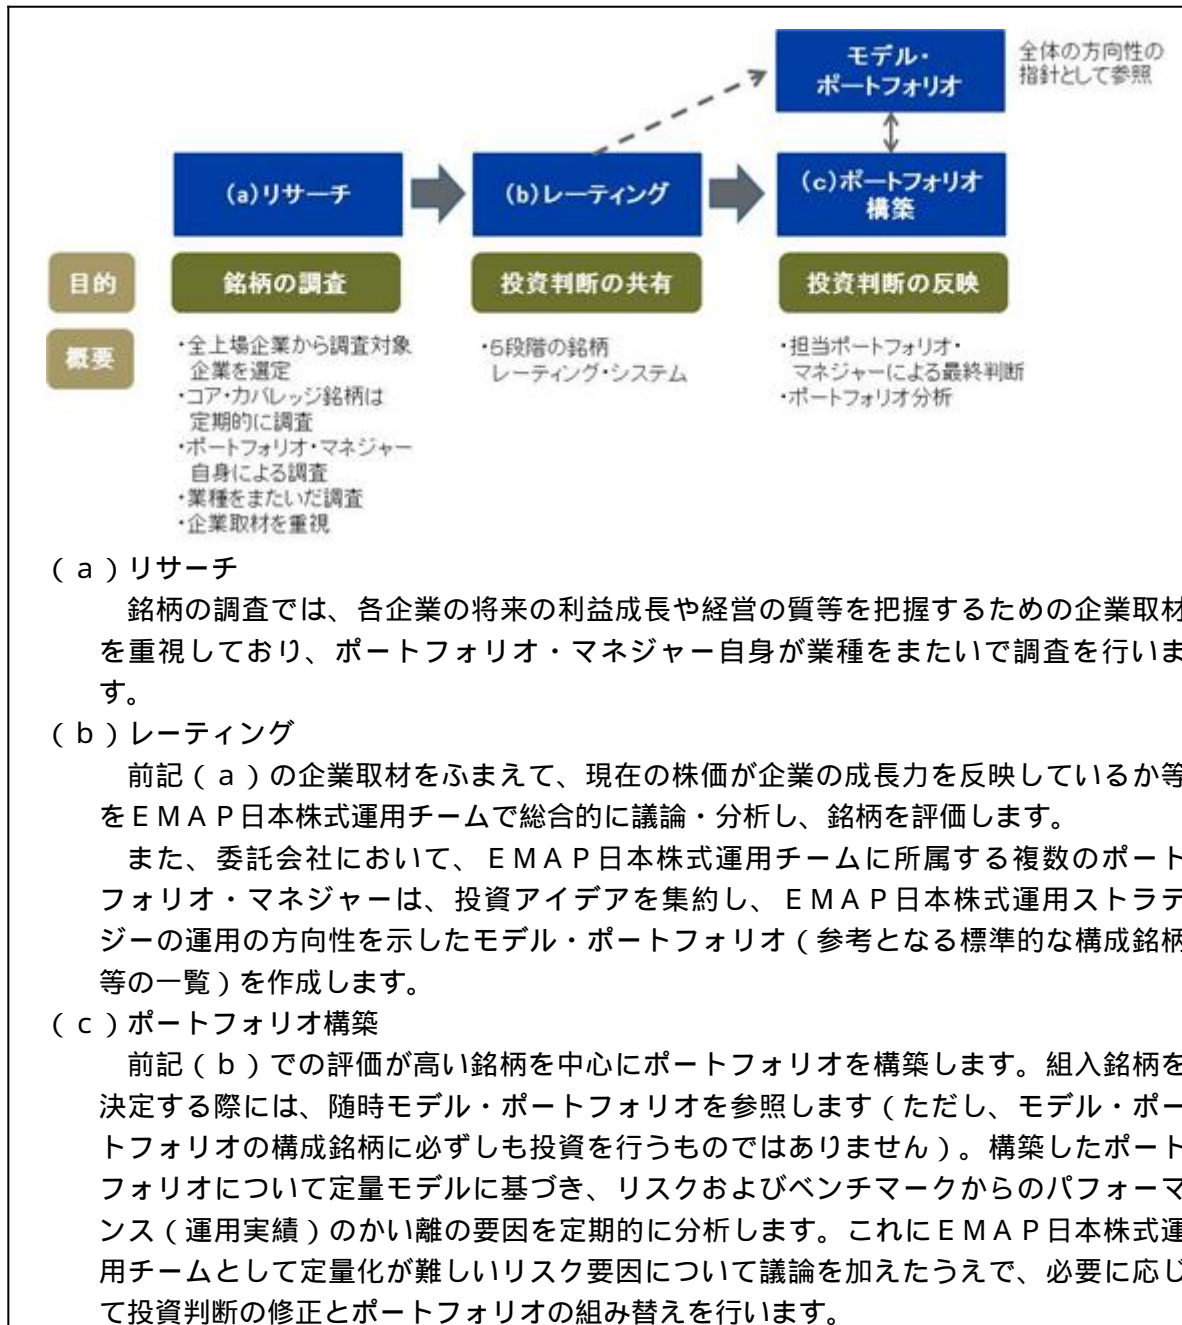 モデル・
ポートフォリオ
全体の方向性の
指針として参照
(a)リサーチ
(b)レーティング
(c)ポートフォリオ
構築
目的
銘柄の調査
投資判断の共有
投資判断の反映
概要
・全上場企業から調査対象
企業を選定
・コア・カバレッジ銘柄は
定期的に調査
・ポートフォリオ・マネジャー
自身による調査
・業種をまたいだ調査
・企業取材を重視
・5段階の銘柄
レーティング・システム
・担当ポートフォリオ・
マネジャーによる最終判断
・ポートフォリオ分析
(a)リサーチ
銘柄の調査では、各企業の将来の利益成長や経営の質等を把握するための企業取材
を重視しており、ポートフォリオ・マネジャー自身が業種をまたいで調査を行いま
す。
(b)レーティング
前記(a)の企業取材をふまえて、現在の株価が企業の成長力を反映しているか等
をEMAP日本株式運用チームで総合的に議論・分析し、銘柄を評価します。
また、委託会社において、EMAP日本株式運用チームに所属する複数のポート
フォリオ・マネジャーは、投資アイデアを集約し、EMAP日本株式運用ストラテ
ジーの運用の方向性を示したモデル・ポートフォリオ(参考となる標準的な構成銘柄
等の一覧)を作成します。
(c)ポートフォリオ構築
前記(b)での評価が高い銘柄を中心にポートフォリオを構築します。組入銘柄を
決定する際には、随時モデル・ポートフォリオを参照します(ただし、モデル・ポー
トフォリオの構成銘柄に必ずしも投資を行うものではありません)。構築したポート
フォリオについて定量モデルに基づき、リスクおよびベンチマークからのパフォーマ
ンス(運用実績)のかい離の要因を定期的に分析します。これにEMAP日本株式運
用チームとして定量化が難しいリスク要因について議論を加えたうえで、必要に応じ
て投資判断の修正とポートフォリオの組み替えを行います。